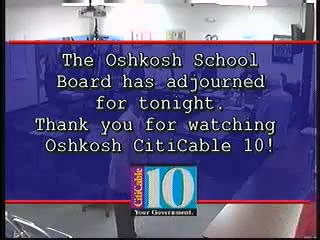 The Oshkosh School
Board has adjourned
for tonight.
Thank you for watching
Oshkosh CitiCable 10!
CitiCable
10
Your Government.